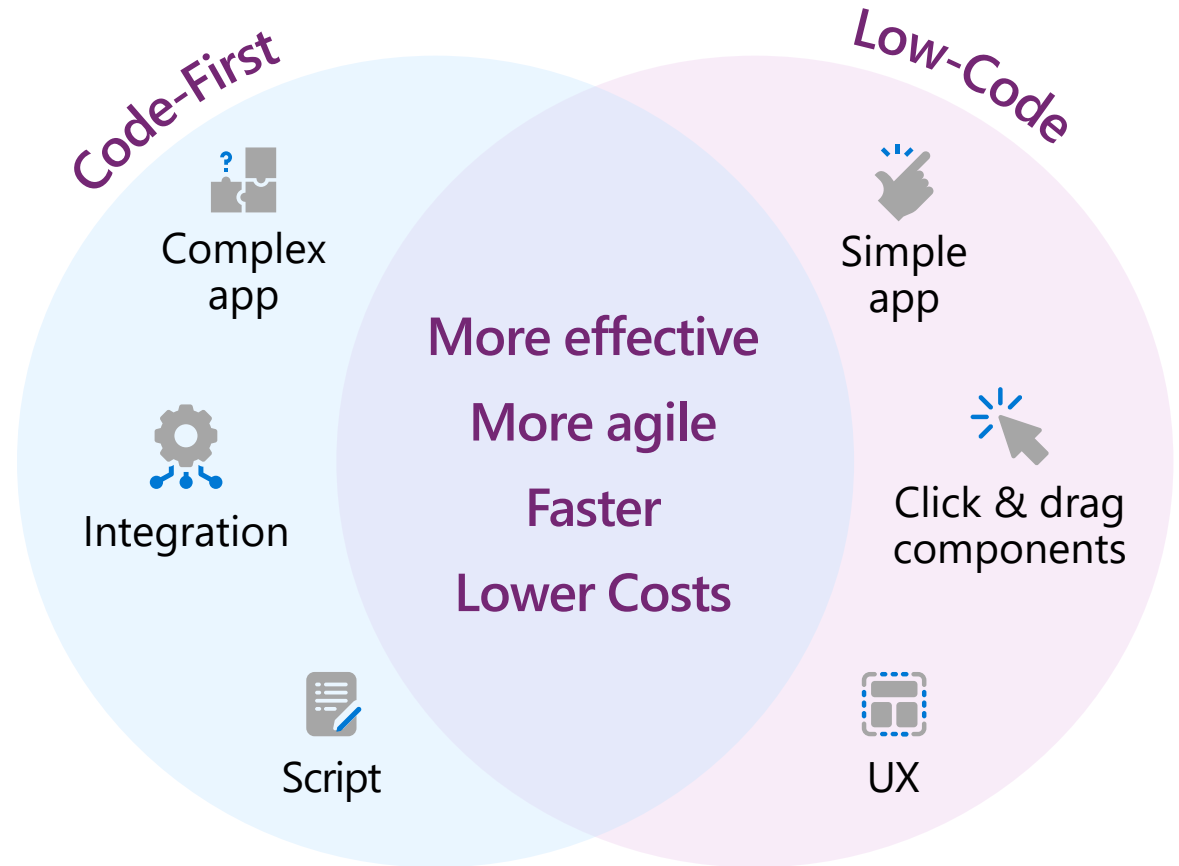 Code-First
Low-Code
Complex
app
Simple
app
More effective
More agile
Faster
Lower Costs
Integration
Click & drag
components
Script
UX
?